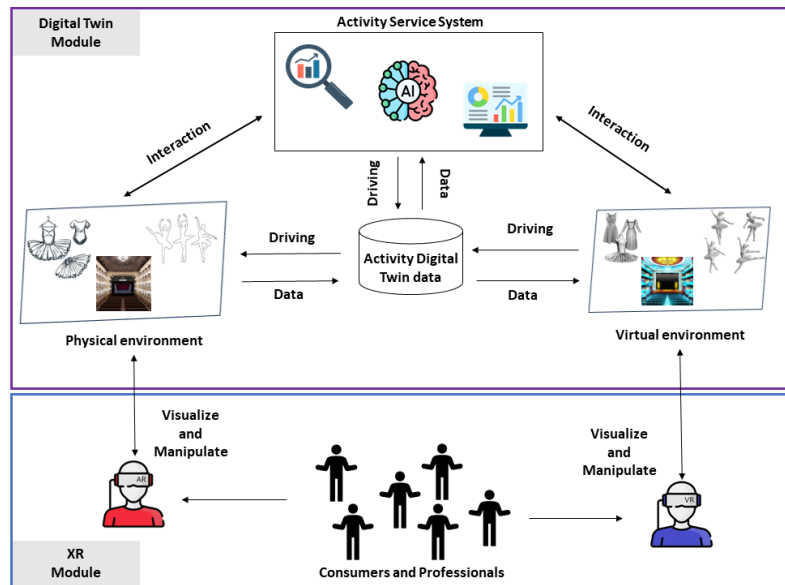 Digital Twin
Module
Activity Service System
AI
Interaction
Interaction
Driving
Data
Driving
Data
Activity Digital
Twin data
Driving
Data
Physical environment
Virtual environment
Visualize
and
Manipulate
Visualize
and
Manipulate
AR
VR
XR
Module
Consumers and Professionals